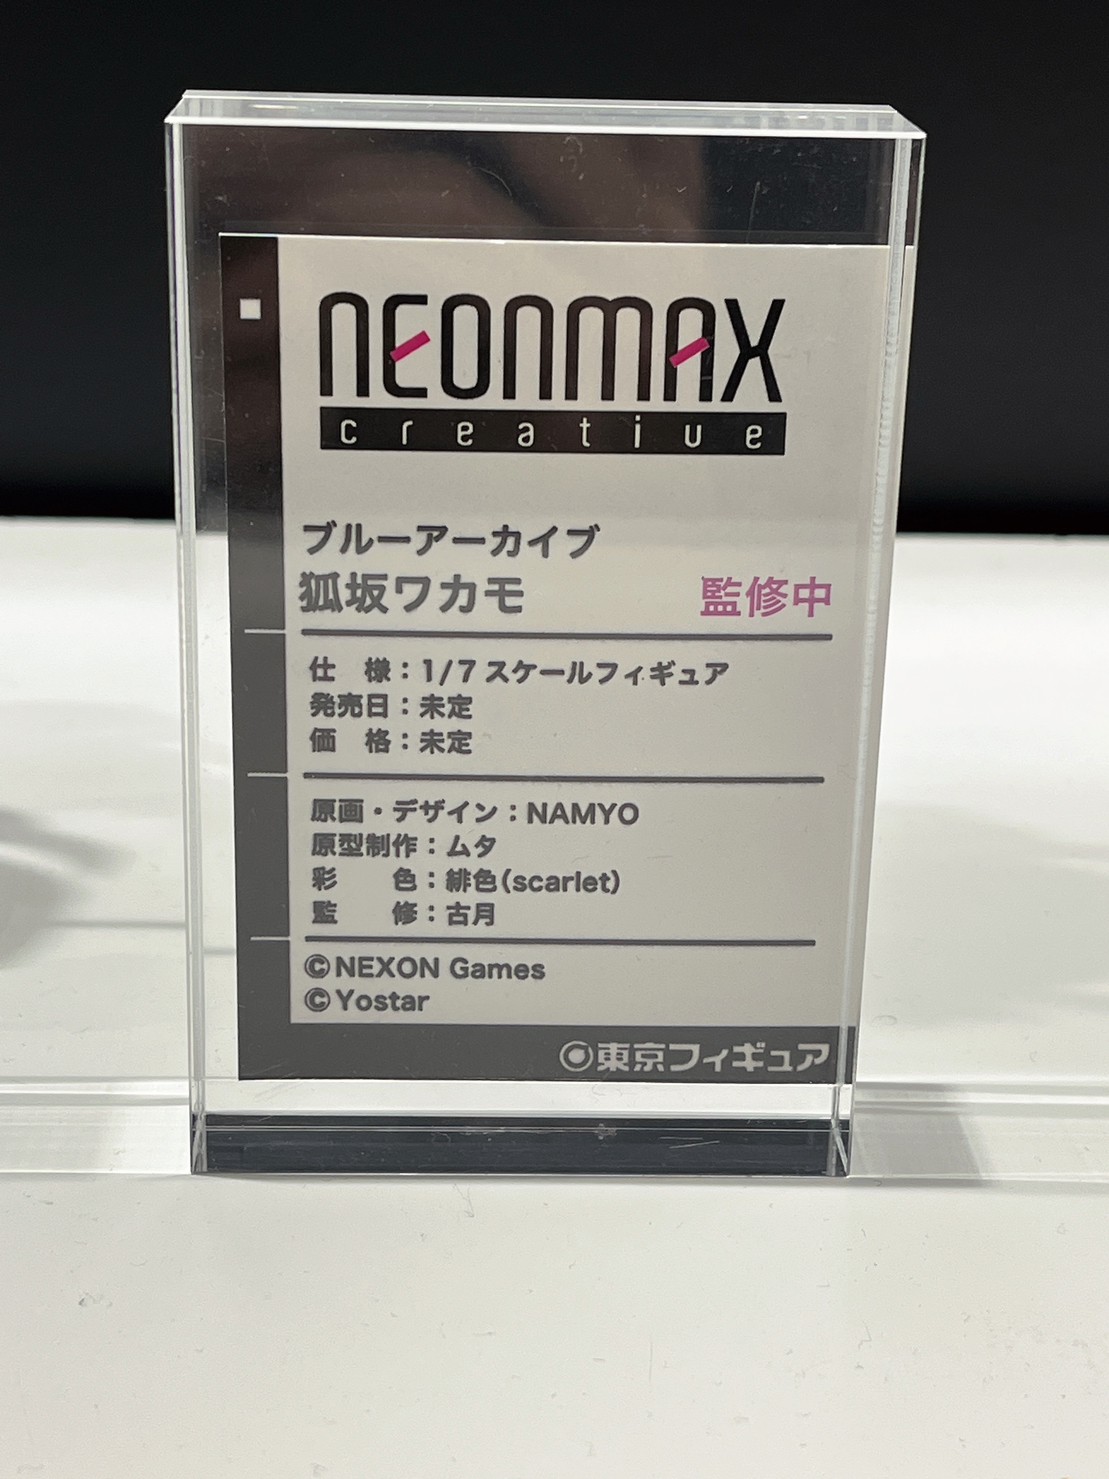 NEONMAX
creative
ブルーアーカイブ
狐坂ワカモ 監修中
仕　様：1/7 スケールフィギュア
発売日：未定
価　格：未定
原画・デザイン：NAMYO
原型制作：ムタ
彩　　色：緋色(scarlet)
監　　修：古月
©NEXON Games
©Yostar
東京フィギュア